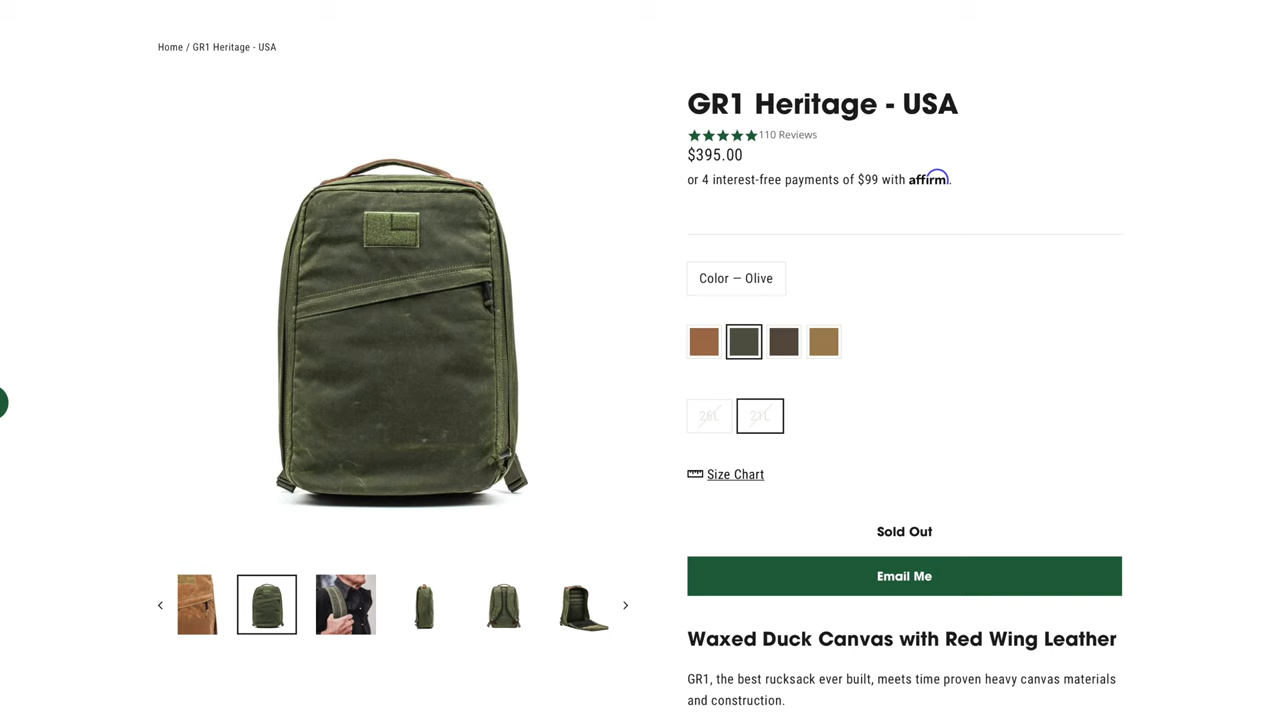 Home / GR1 Heritage - USA
GR1 Heritage - USA
110 Reviews
$395.00
or 4 interest-free payments of $99 with affirm.
Color — Olive
26L 21L
Size Chart
Sold Out
Email Me
Waxed Duck Canvas with Red Wing Leather
GR1, the best rucksack ever built, meets time proven heavy canvas materials
and construction.